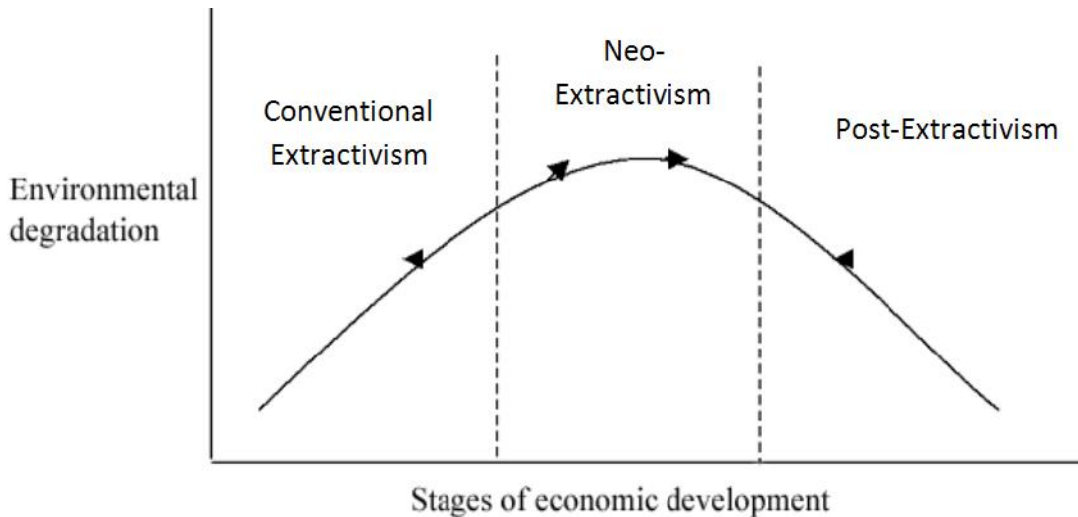 Neo-
Extractivism
Conventional
Extractivism
Post-Extractivism
Environmental
degradation
Stages of economic development